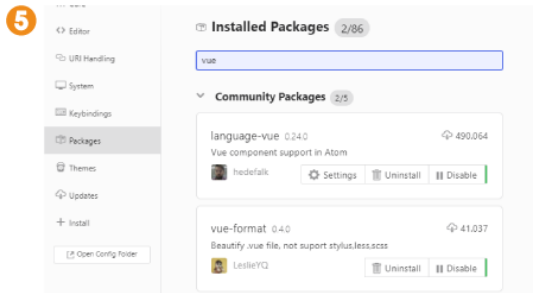 5
Editor
URI Handling
System
Keybindings
Packages
Themes
Updates
Install
Open Config Folder
Installed Packages 2/86
vue
Community Packages 2/5
language-vue 0.24.0 490,064
Vue component support in Atom
hedefalk Settings Uninstall Disable
vue-format 0.4.0 41,037
Beautify .vue file, not suport stylus,less,scss
LeslieYQ Uninstall Disable